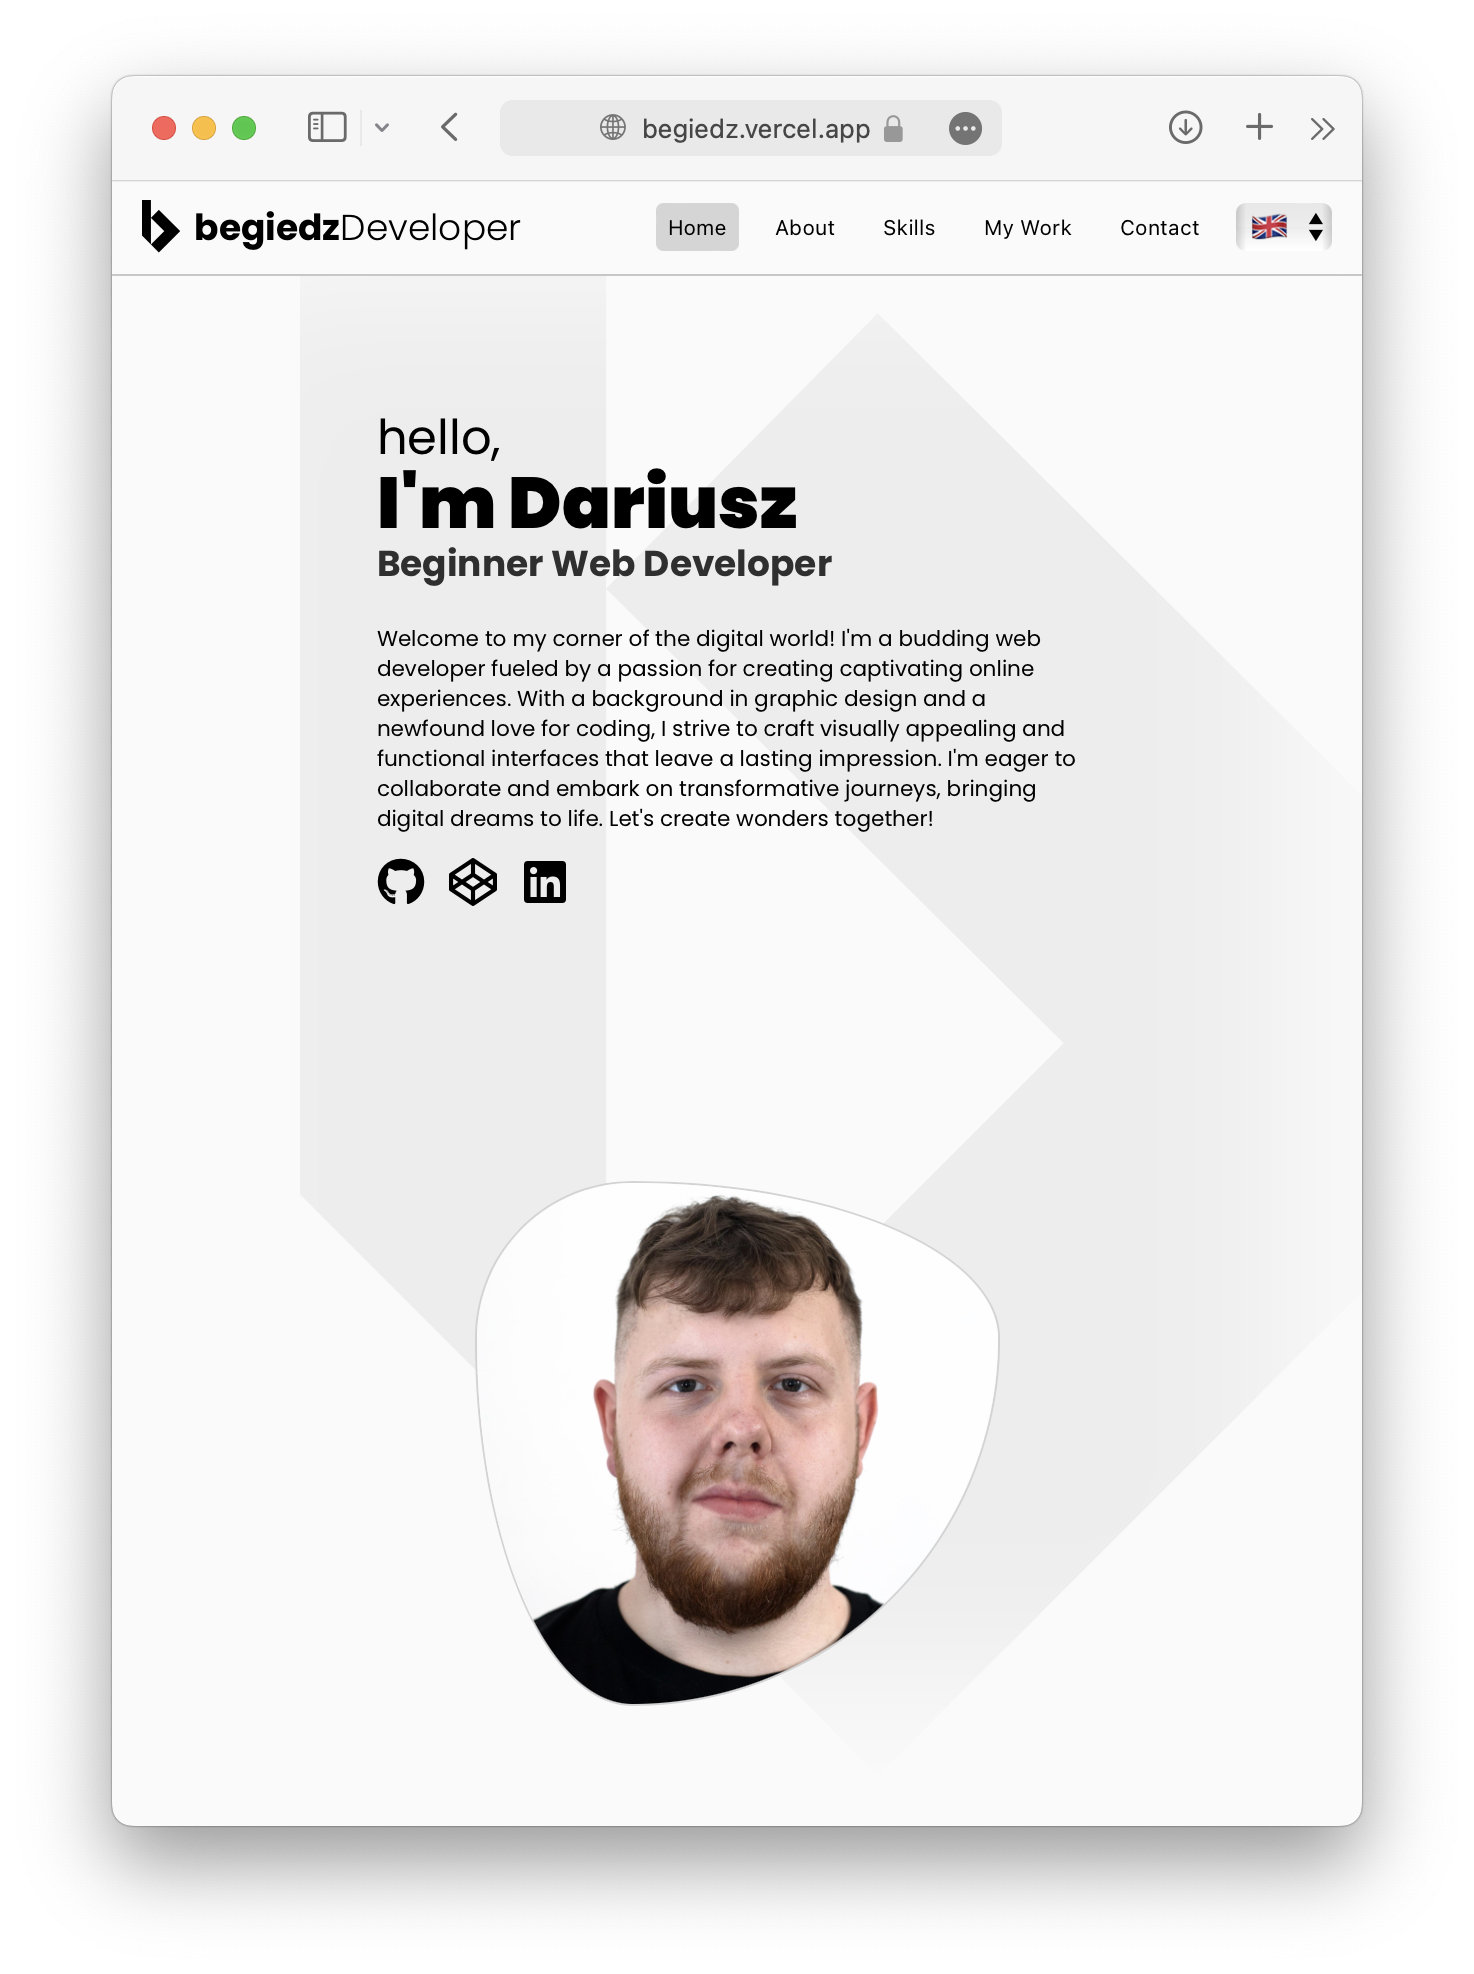 begiedz.vercel.app
begiedzDeveloper
Home
About
Skills
My Work
Contact
hello,
I'm Dariusz
Beginner Web Developer
Welcome to my corner of the digital world! I'm a budding web
developer fueled by a passion for creating captivating online
experiences. With a background in graphic design and a
newfound love for coding, I strive to craft visually appealing and
functional interfaces that leave a lasting impression. I'm eager to
collaborate and embark on transformative journeys, bringing
digital dreams to life. Let's create wonders together!
in